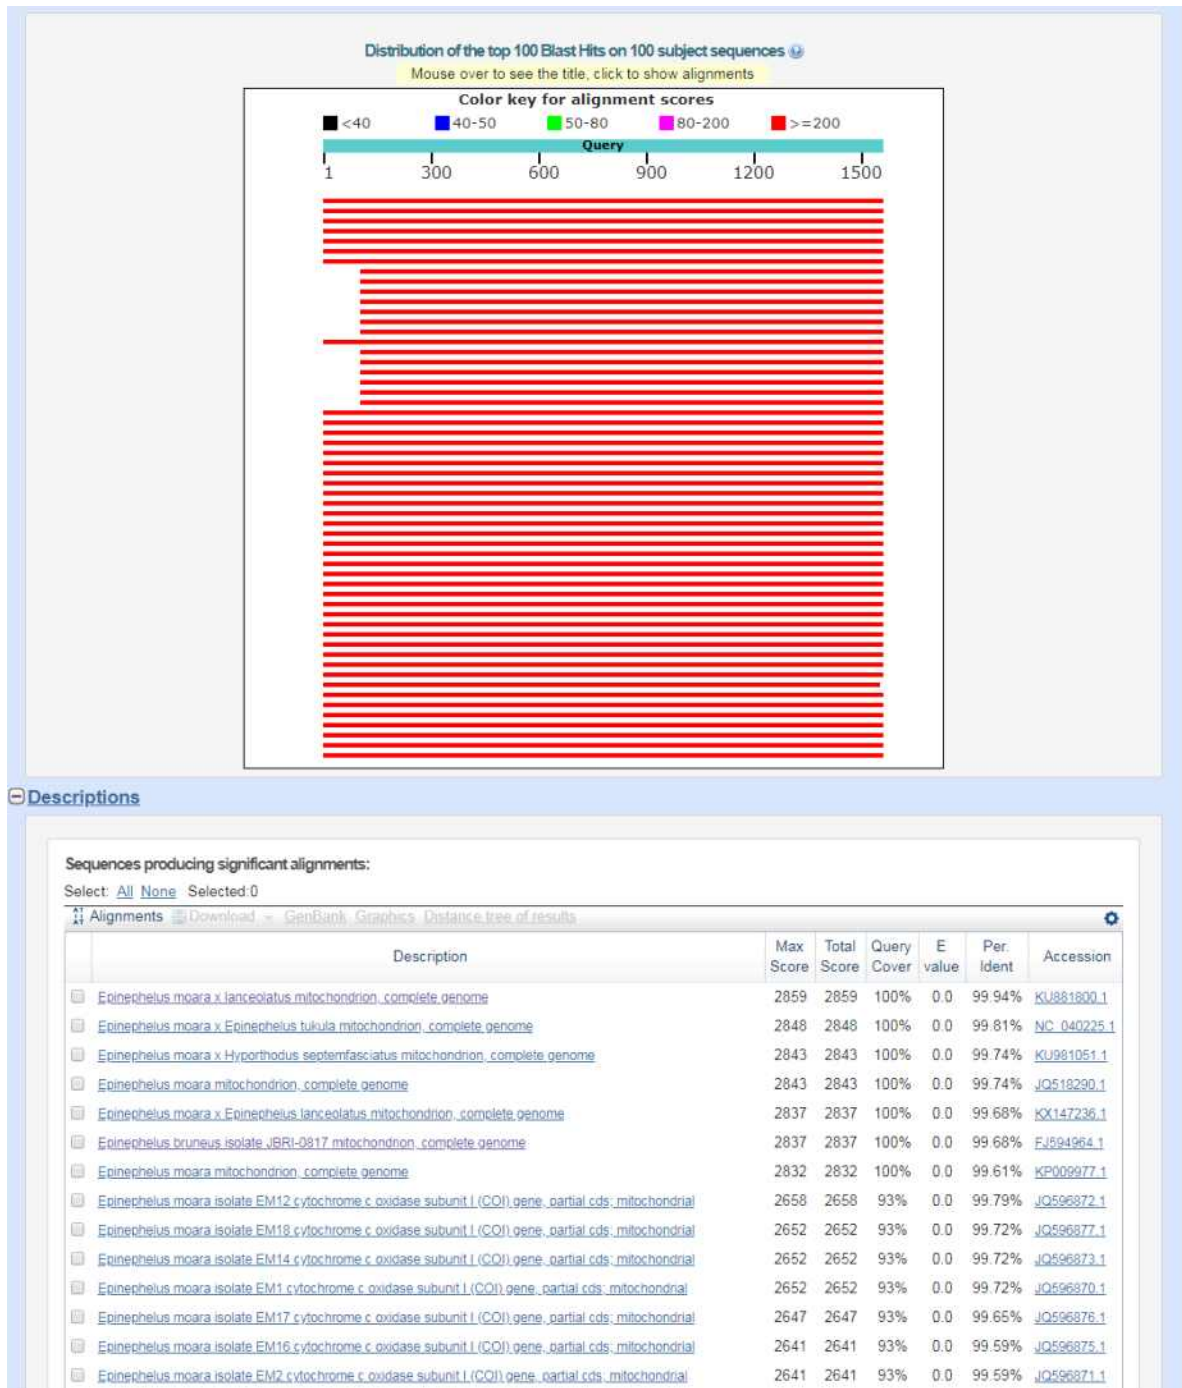 Distribution of the top 100 Blast Hits on 100 subject sequences
Mouse over to see the title, click to show alignments
Color key for alignment scores
<40 40-50 50-80 80-200 >=200
Query
1 300 600 900 1200 1500
Descriptions
Sequences producing significant alignments:
Select: All None Selected:0
Alignments Download GenBank Graphics Distance tree of results
Description Max Score Total Score Query Cover E value Per. Ident Accession
Epinephelus moara x lanceolatus mitochondrion, complete genome 2859 2859 100% 0.0 99.94% KU881800.1
Epinephelus moara x Epinephelus tukula mitochondrion, complete genome 2848 2848 100% 0.0 99.81% NC_040225.1
Epinephelus moara x Hyporthodus septemfasciatus mitochondrion, complete genome 2843 2843 100% 0.0 99.74% KU981051.1
Epinephelus moara mitochondrion, complete genome 2843 2843 100% 0.0 99.74% JQ518290.1
Epinephelus moara x Epinephelus lanceolatus mitochondrion, complete genome 2837 2837 100% 0.0 99.68% KX147236.1
Epinephelus bruneus isolate JBRI-0817 mitochondrion, complete genome 2837 2837 100% 0.0 99.68% FJ594964.1
Epinephelus moara mitochondrion, complete genome 2832 2832 100% 0.0 99.61% KP009977.1
Epinephelus moara isolate EM12 cytochrome c oxidase subunit I (COI) gene, partial cds; mitochondrial 2658 2658 93% 0.0 99.79% JQ596872.1
Epinephelus moara isolate EM18 cytochrome c oxidase subunit I (COI) gene, partial cds; mitochondrial 2652 2652 93% 0.0 99.72% JQ596877.1
Epinephelus moara isolate EM14 cytochrome c oxidase subunit I (COI) gene, partial cds; mitochondrial 2652 2652 93% 0.0 99.72% JQ596873.1
Epinephelus moara isolate EM1 cytochrome c oxidase subunit I (COI) gene, partial cds; mitochondrial 2652 2652 93% 0.0 99.72% JQ596870.1
Epinephelus moara isolate EM17 cytochrome c oxidase subunit I (COI) gene, partial cds; mitochondrial 2647 2647 93% 0.0 99.65% JQ596876.1
Epinephelus moara isolate EM16 cytochrome c oxidase subunit I (COI) gene, partial cds; mitochondrial 2641 2641 93% 0.0 99.59% JQ596875.1
Epinephelus moara isolate EM2 cytochrome c oxidase subunit I (COI) gene, partial cds; mitochondrial 2641 2641 93% 0.0 99.59% JQ596871.1